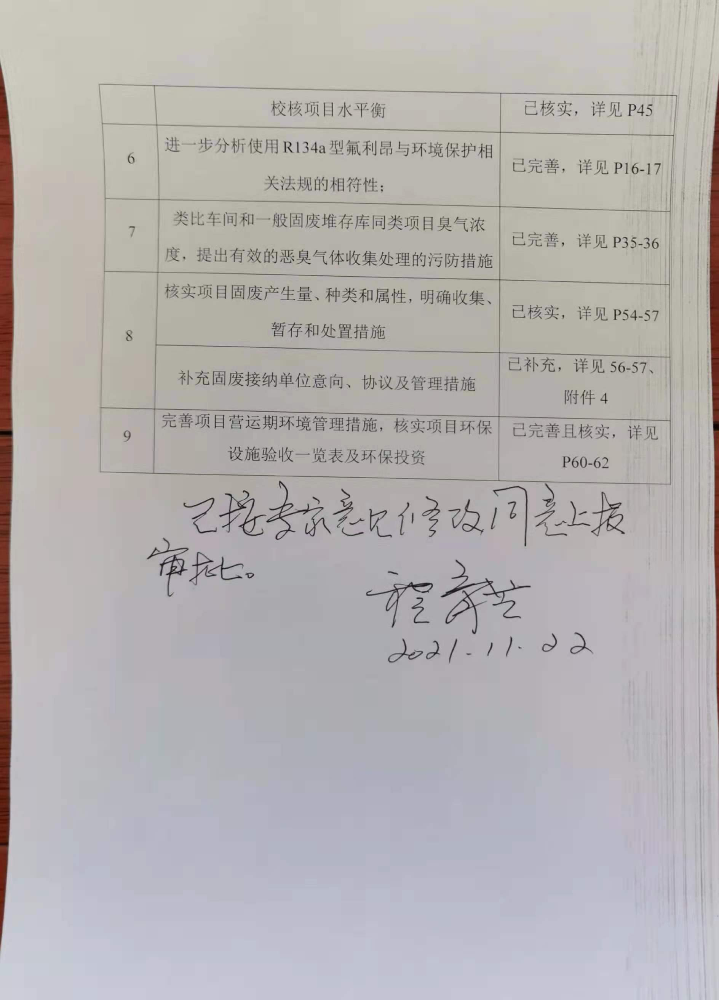 校核项目水平衡
已核实，详见 P45
6
进一步分析使用 R134a 型氟利昂与环境保护相
关法规的相符性；
已完善，详见 P16-17
7
类比车间和一般固废堆存库同类项目臭气浓
度，提出有效的恶臭气体收集处理的污防措施
已完善，详见 P35-36
8
核实项目固废产生量、种类和属性，明确收集、
暂存和处置措施
已核实，详见 P54-57
补充固废接纳单位意向、协议及管理措施
已补充，详见 56-57、
附件 4
9
完善项目营运期环境管理措施，核实项目环保
设施验收一览表及环保投资
已完善且核实，详见
P60-62
已按专家意见修改同意上报
审批。
程
2021.11.22